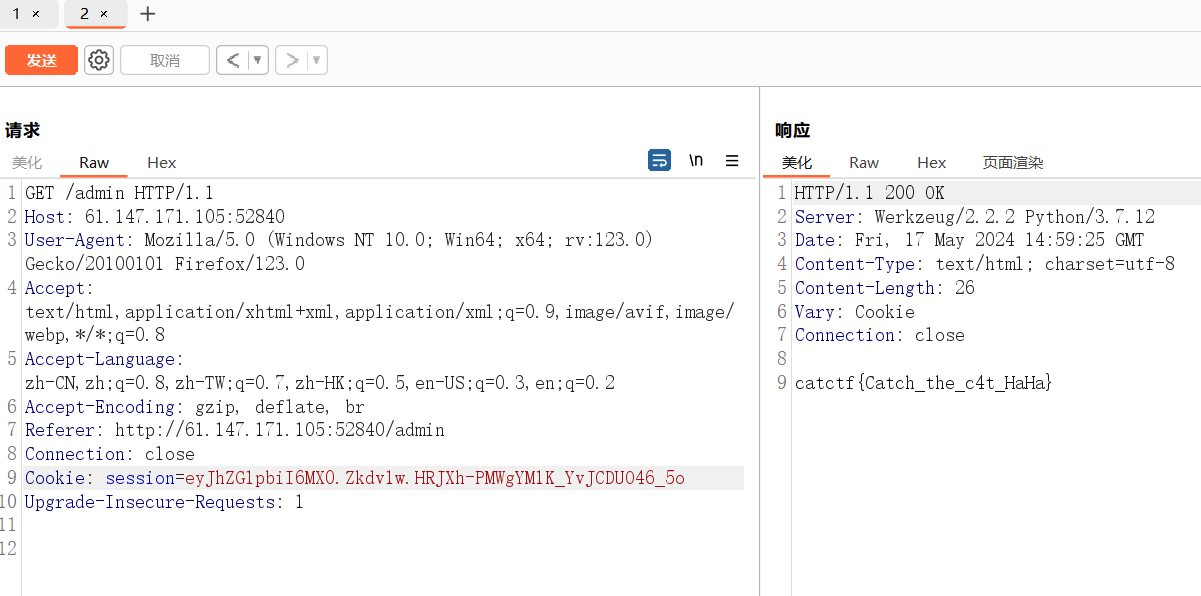 1 × 2 × +
发送 取消 < ▼ > ▼
请求
美化 Raw Hex \n ☰
1 GET /admin HTTP/1.1
2 Host: 61.147.171.105:52840
3 User-Agent: Mozilla/5.0 (Windows NT 10.0; Win64; x64; rv:123.0)
Gecko/20100101 Firefox/123.0
4 Accept:
text/html,application/xhtml+xml,application/xml;q=0.9,image/avif,image/
webp,*/*;q=0.8
5 Accept-Language:
zh-CN,zh;q=0.8,zh-TW;q=0.7,zh-HK;q=0.5,en-US;q=0.3,en;q=0.2
6 Accept-Encoding: gzip, deflate, br
7 Referer: http://61.147.171.105:52840/admin
8 Connection: close
9 Cookie: session=eyJhZG1pbiI6MX0.Zkdv1w.HRJXh-PMWgYM1K_YvJCDU046_5o
10 Upgrade-Insecure-Requests: 1
11
12
响应
美化 Raw Hex 页面渲染
1 HTTP/1.1 200 OK
2 Server: Werkzeug/2.2.2 Python/3.7.12
3 Date: Fri, 17 May 2024 14:59:25 GMT
4 Content-Type: text/html; charset=utf-8
5 Content-Length: 26
6 Vary: Cookie
7 Connection: close
8
9 catctf{Catch_the_c4t_HaHa}